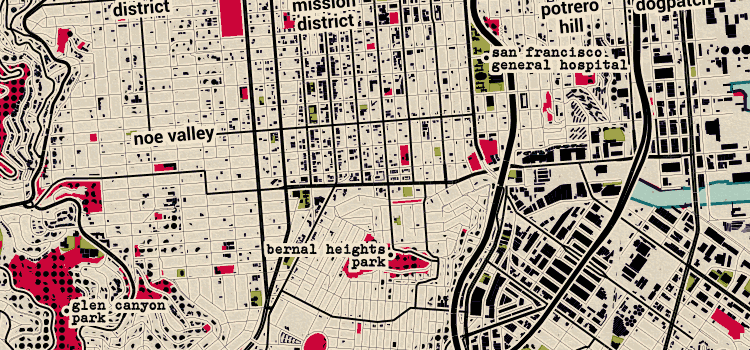 district
mission
district
potrero
hill
dogpatch
san francisco:
general hospital
noe valley
bernal heights
park
glen canyon
park